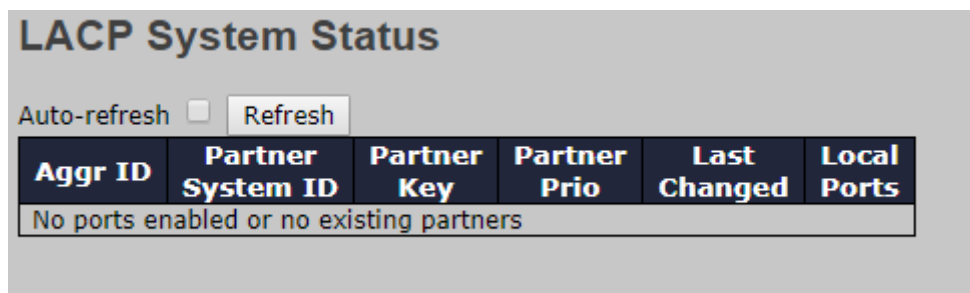 LACP System Status
Auto-refresh Refresh
Aggr ID Partner System ID Partner Key Partner Prio Last Changed Local Ports
No ports enabled or no existing partners